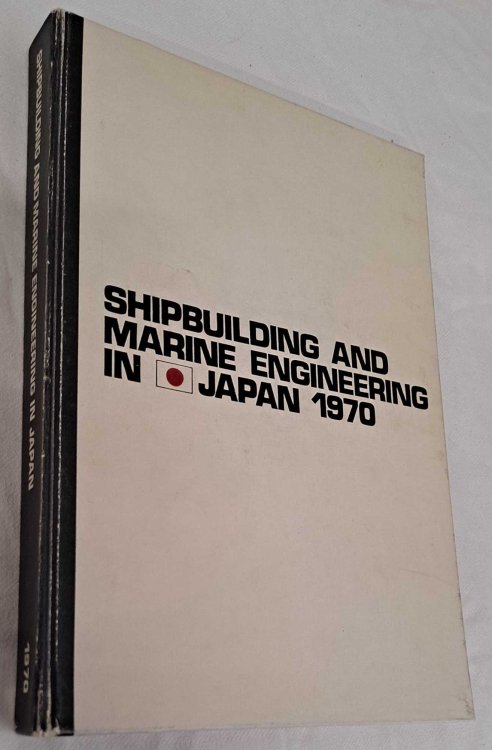 SHIPBUILDING AND MARINE ENGINEERING IN JAPAN
1970
SHIPBUILDING AND
MARINE ENGINEERING
IN JAPAN 1970